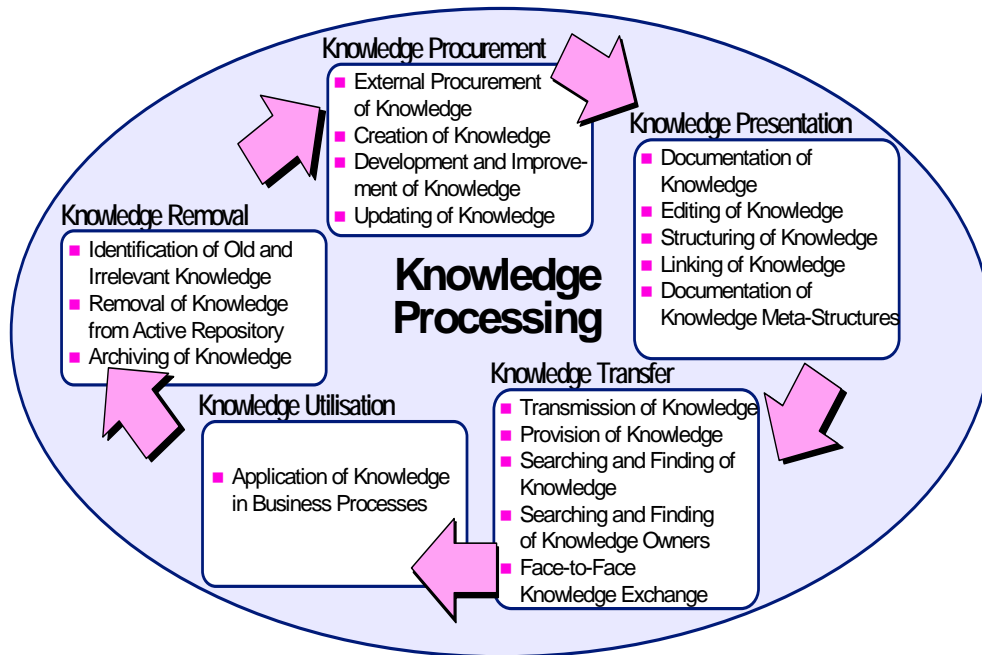 Knowledge Procurement
External Procurement
of Knowledge
Creation of Knowledge
Development and Improve-
ment of Knowledge
Updating of Knowledge
Knowledge Presentation
Documentation of
Knowledge
Editing of Knowledge
Structuring of Knowledge
Linking of Knowledge
Documentation of
Knowledge Meta-Structures
Knowledge Removal
Identification of Old and
Irrelevant Knowledge
Removal of Knowledge
from Active Repository
Archiving of Knowledge
Knowledge
Processing
Knowledge Transfer
Transmission of Knowledge
Provision of Knowledge
Searching and Finding of
Knowledge
Searching and Finding
of Knowledge Owners
Face-to-Face
Knowledge Exchange
Knowledge Utilisation
Application of Knowledge
in Business Processes